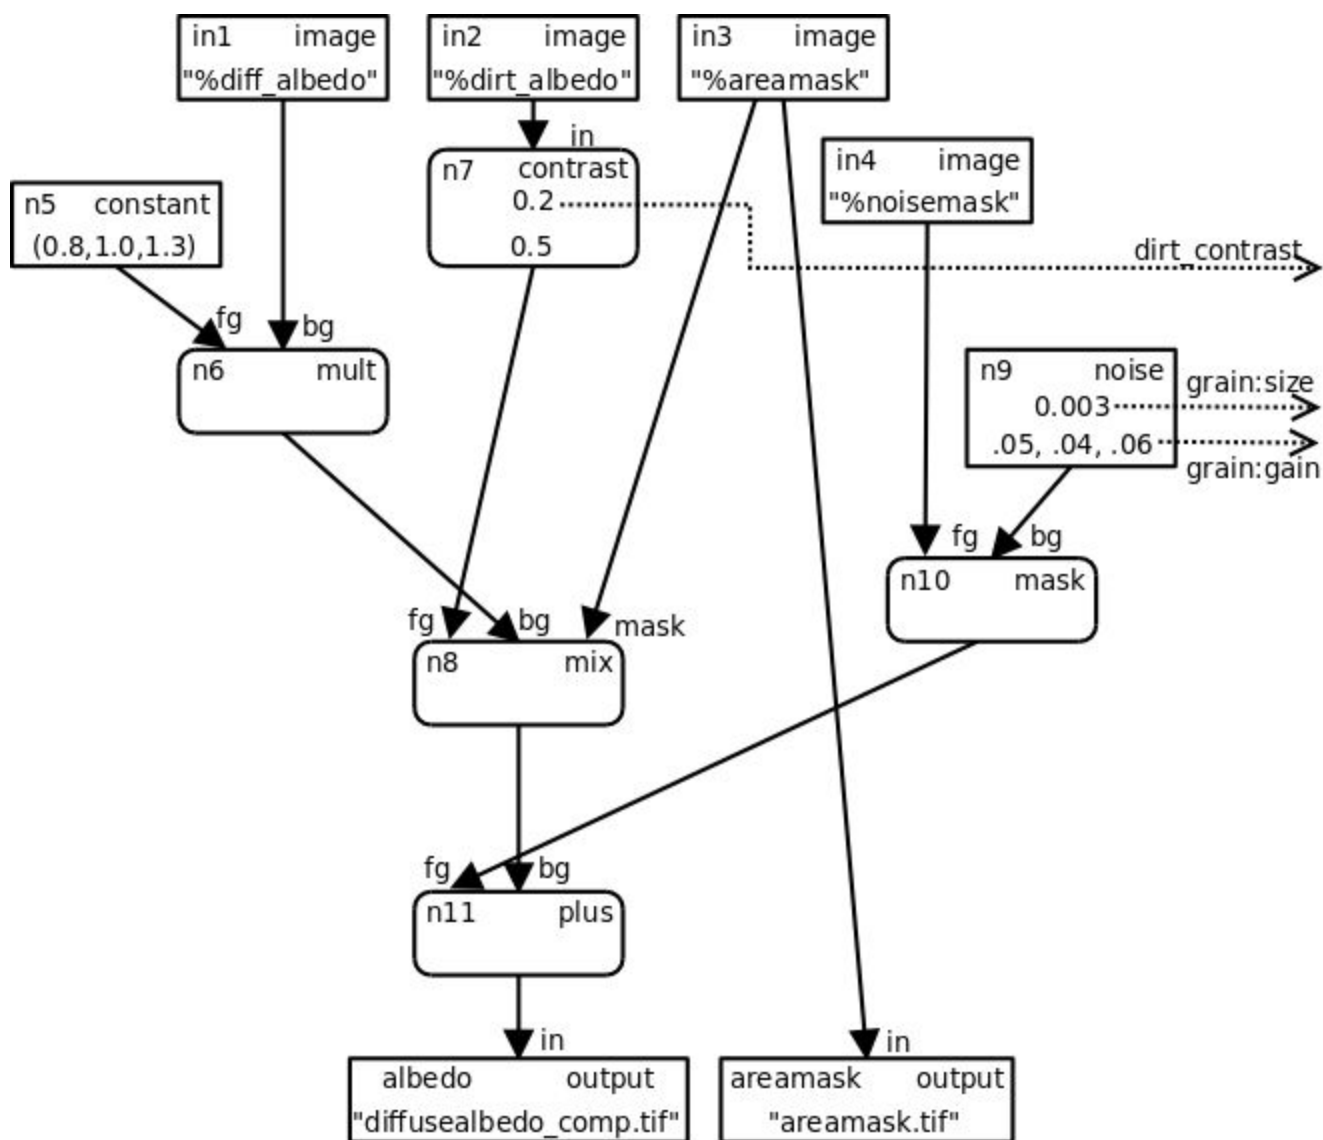 in1 image
"%diff_albedo"
in2 image
"%dirt_albedo"
in3 image
"%areamask"
in
in4 image
"%noisemask"
n7 contrast
0.2
0.5
n5 constant
(0.8,1.0,1.3)
dirt_contrast
fg
bg
n6 mult
n9 noise
0.003
.05, .04, .06
grain:size
grain:gain
fg
bg
n10 mask
fg
bg
mask
n8 mix
fg
bg
n11 plus
in
in
albedo output
"diffusealbedo_comp.tif"
areamask output
"areamask.tif"